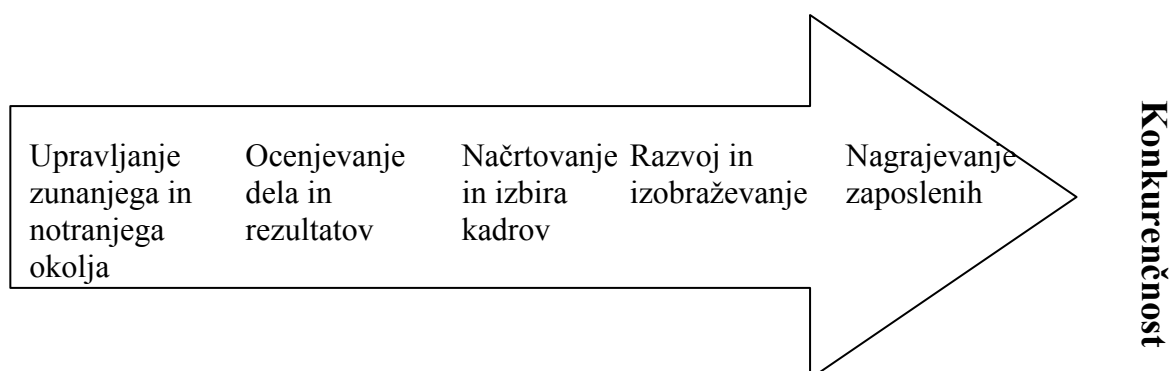 Upravljanje
zunanjega in
notranjega
okolja
Ocenjevanje
dela in
rezultatov
Načrtovanje
in izbira
kadrov
Razvoj in
izobraževanje
Nagrajevanje
zaposlenih
Konkurenčnost